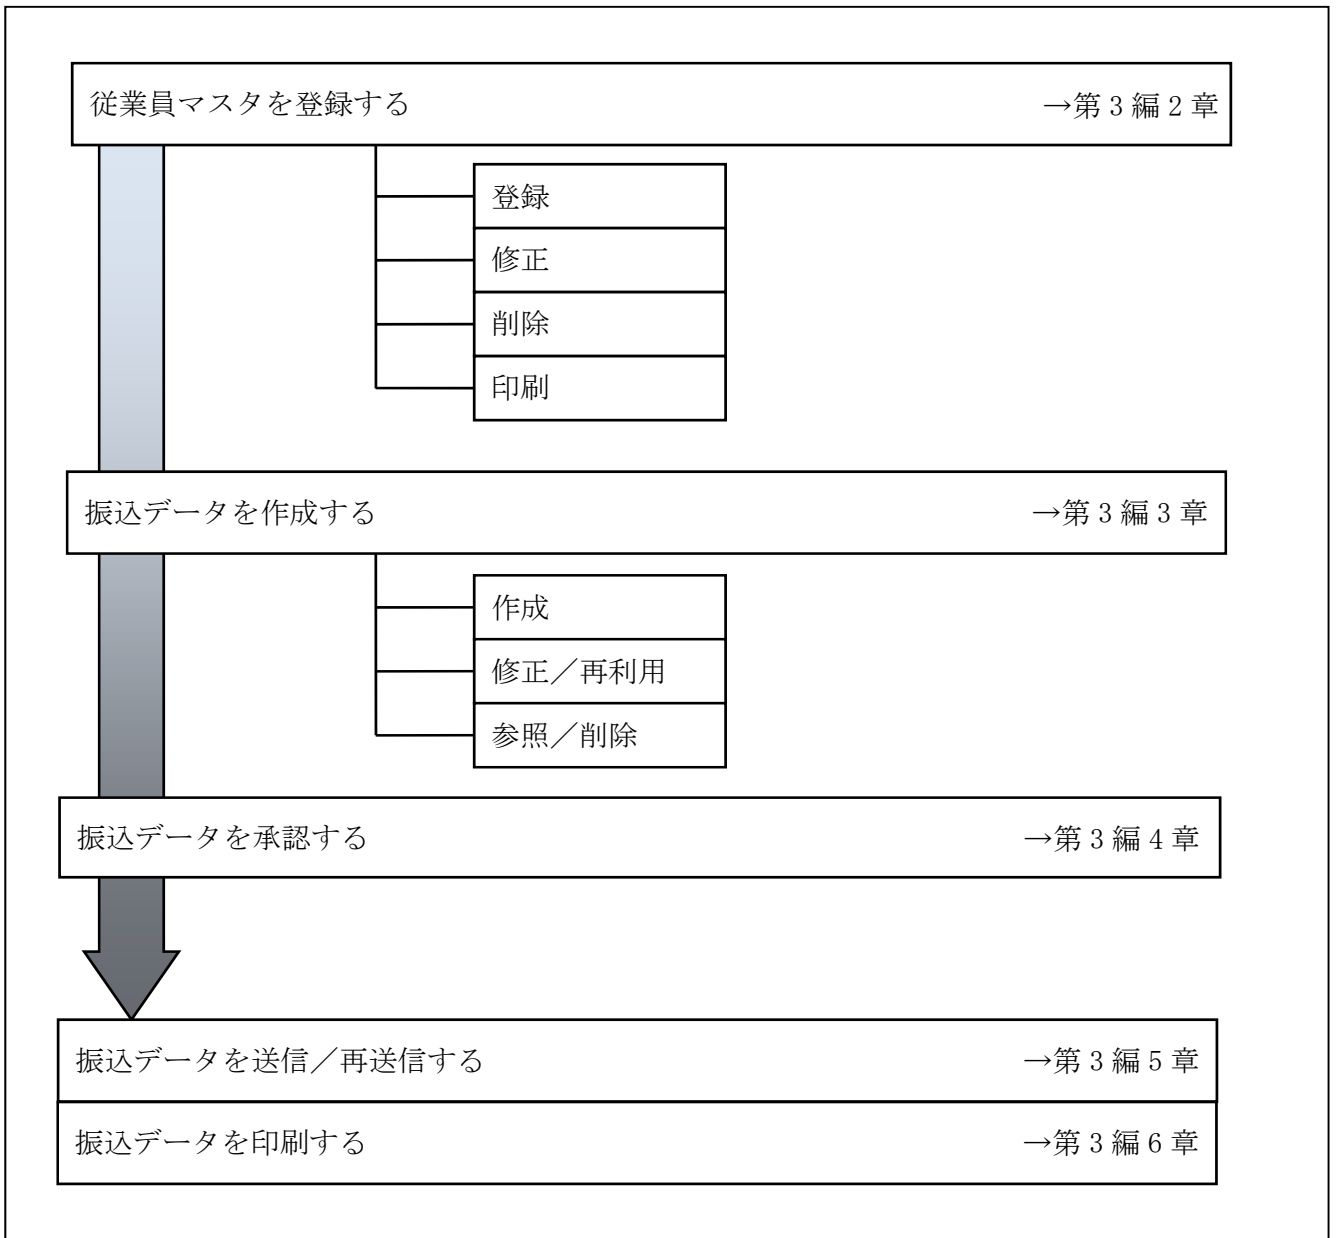 従業員マスタを登録する →第3編2章
登録
修正
削除
印刷
振込データを作成する →第3編3章
作成
修正／再利用
参照／削除
振込データを承認する →第3編4章
振込データを送信／再送信する →第3編5章
振込データを印刷する →第3編6章